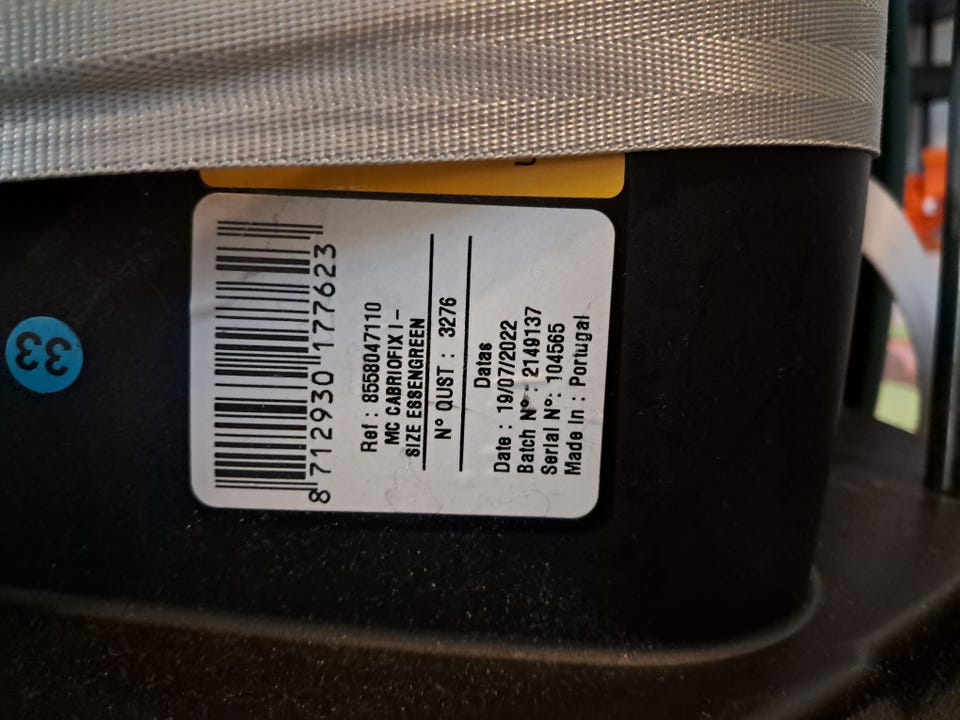 8 712930 177623
Ref : 8558047110
MC CABRIOFIX I -
SIZE ESSENGREEN
N° QUST : 3276
Datas
Date : 19/07/2022
Batch N° : 2149137
Serial N°: 104565
Made in : Portugal
33